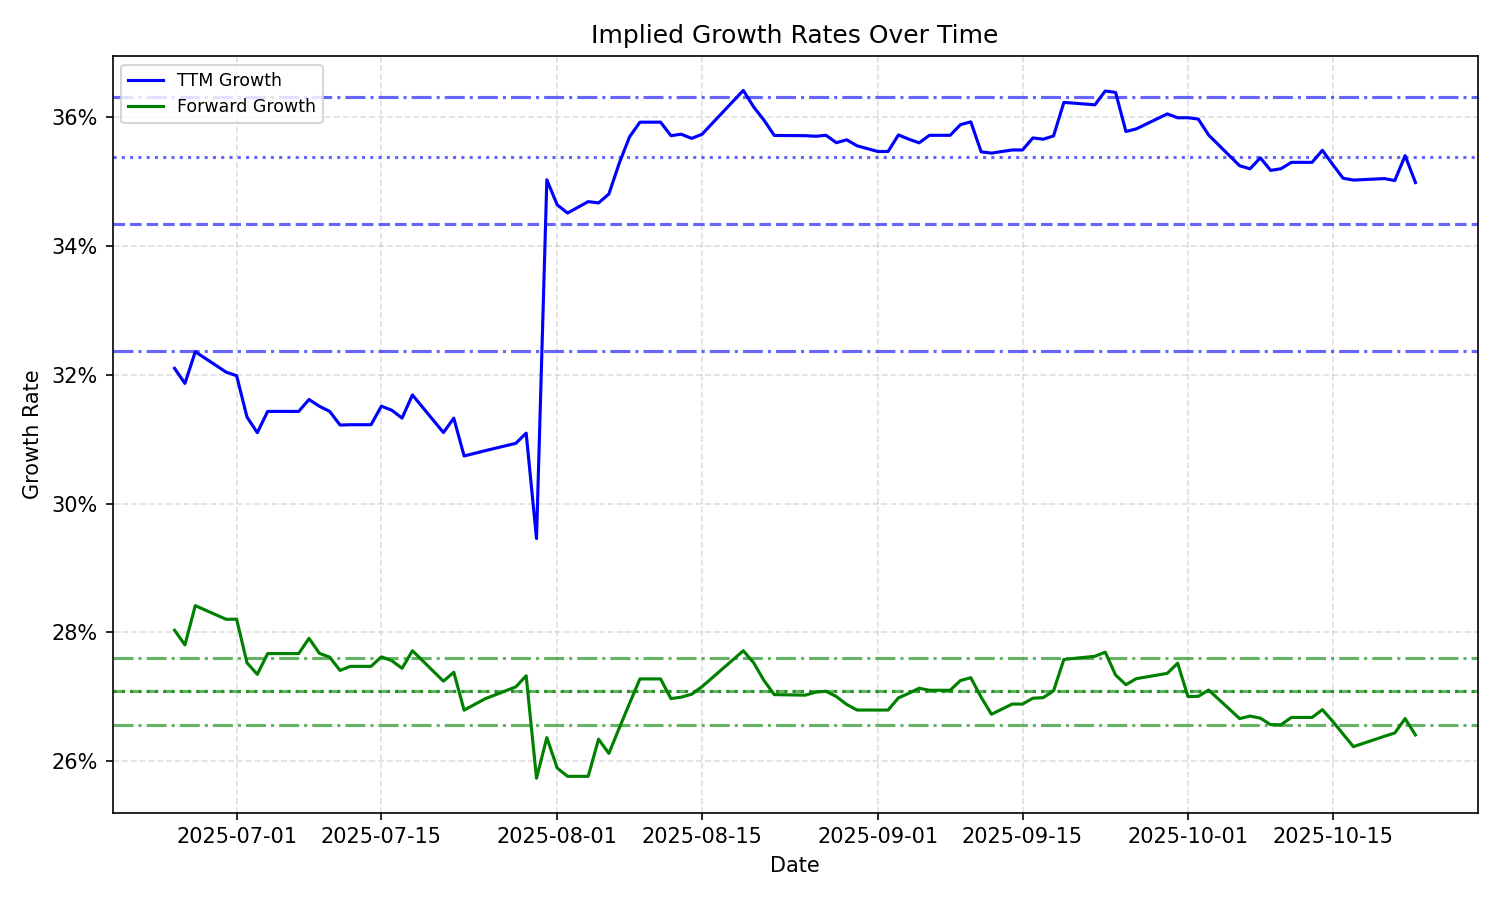 Implied Growth Rates Over Time
TTM Growth
Forward Growth
36%
34%
32%
30%
28%
26%
Growth Rate
2025-07-01
2025-07-15
2025-08-01
2025-08-15
2025-09-01
2025-09-15
2025-10-01
2025-10-15
Date